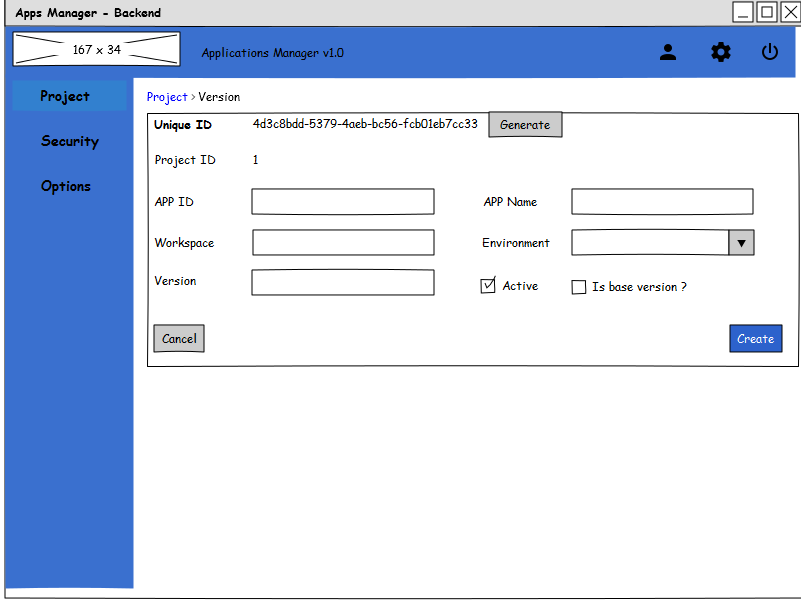 Apps Manager - Backend
167 x 34
Applications Manager v1.0
Project
Security
Options
Project > Version
Unique ID 4d3c8bdd-5379-4aeb-bc56-fcb01eb7cc33 Generate
Project ID 1
APP ID APP Name
Workspace Environment
Version Active Is base version ?
Cancel Create